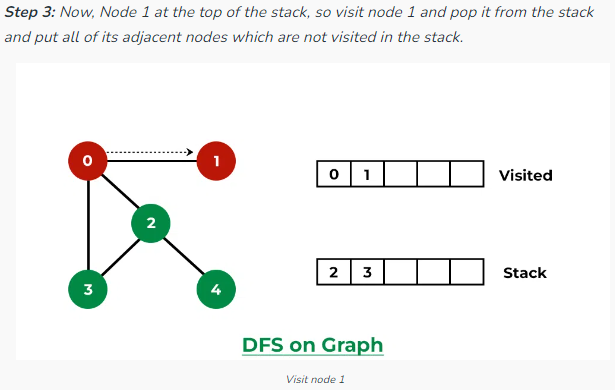 Step 3: Now, Node 1 at the top of the stack, so visit node 1 and pop it from the stack
and put all of its adjacent nodes which are not visited in the stack.
0 1
0 1 Visited
2
2 3 Stack
3 4
DFS on Graph
Visit node 1